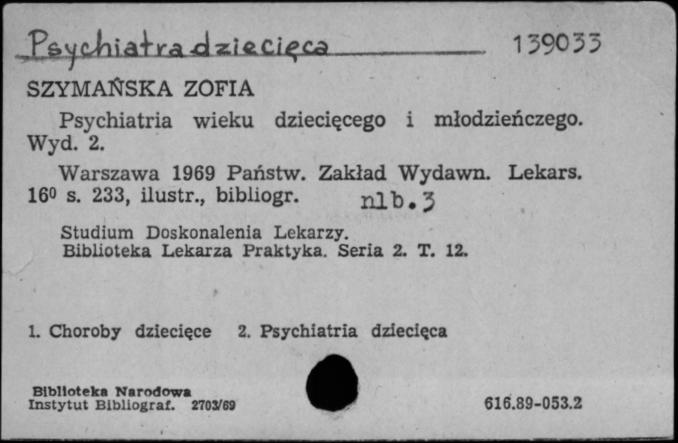 Psychiatra dziecięca 139033
SZYMAŃSKA ZOFIA
Psychiatria wieku dziecięcego i młodzieńczego.
Wyd. 2.
Warszawa 1969 Państw. Zakład Wydawn. Lekars.
16⁰ s. 233, ilustr., bibliogr. nlb. 3
Studium Doskonalenia Lekarzy.
Biblioteka Lekarza Praktyka. Seria 2. T. 12.
1. Choroby dziecięce 2. Psychiatria dziecięca
Biblioteka Narodowa
Instytut Bibliograf. 2703/69 616.89-053.2